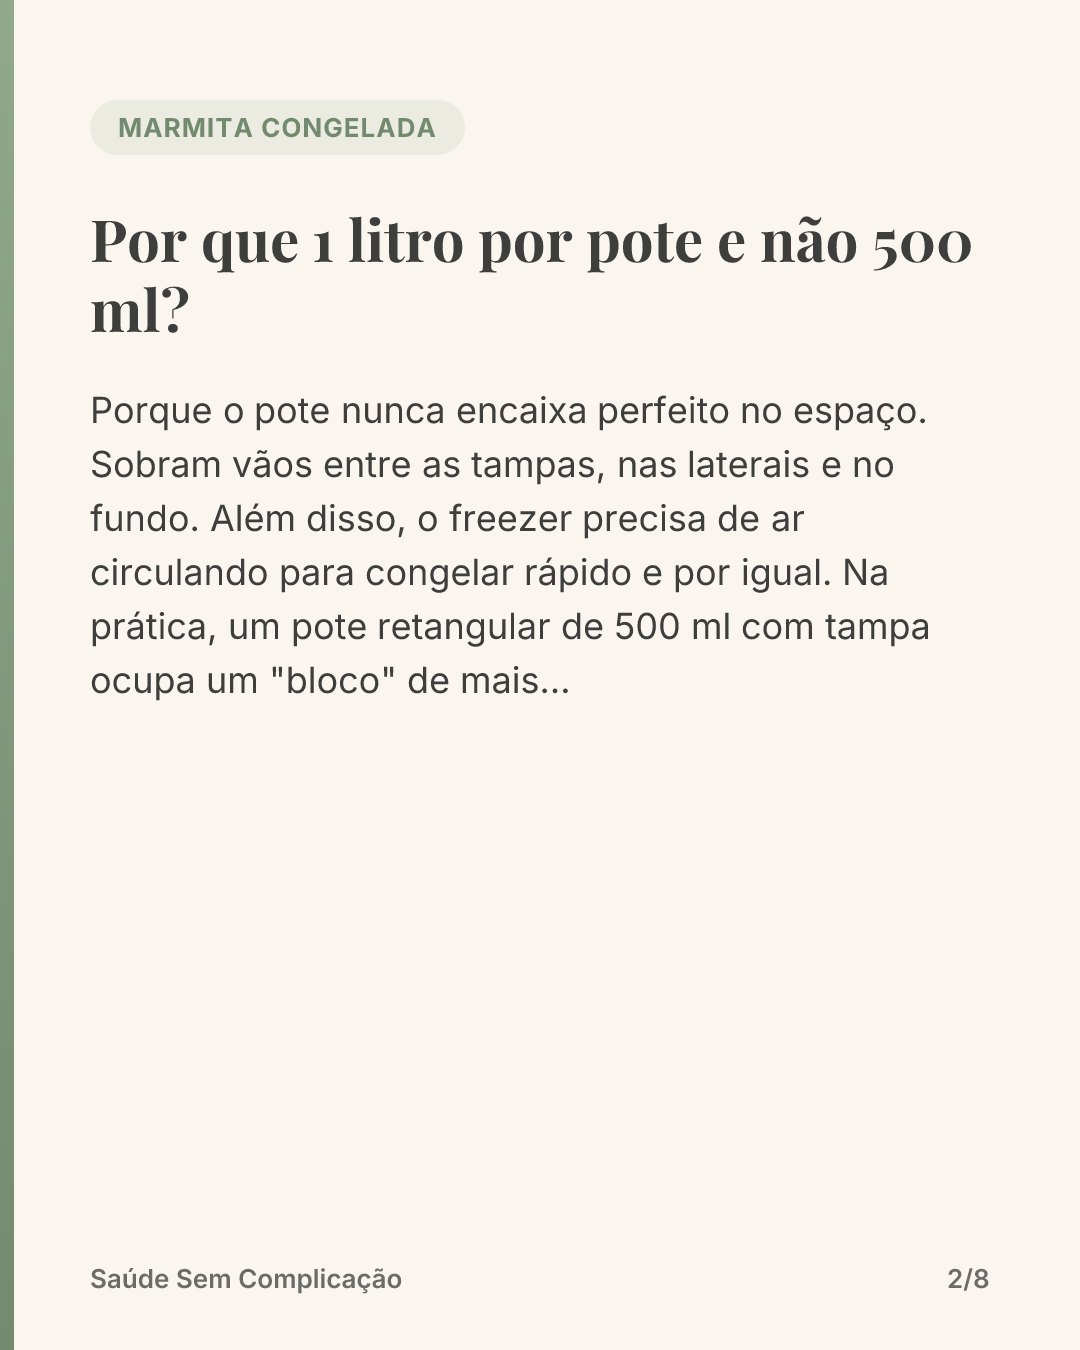 MARMITA CONGELADA
Por que 1 litro por pote e não 500
ml?
Porque o pote nunca encaixa perfeito no espaço.
Sobram vãos entre as tampas, nas laterais e no
fundo. Além disso, o freezer precisa de ar
circulando para congelar rápido e por igual. Na
prática, um pote retangular de 500 ml com tampa
ocupa um "bloco" de mais...
Saúde Sem Complicação
2/8